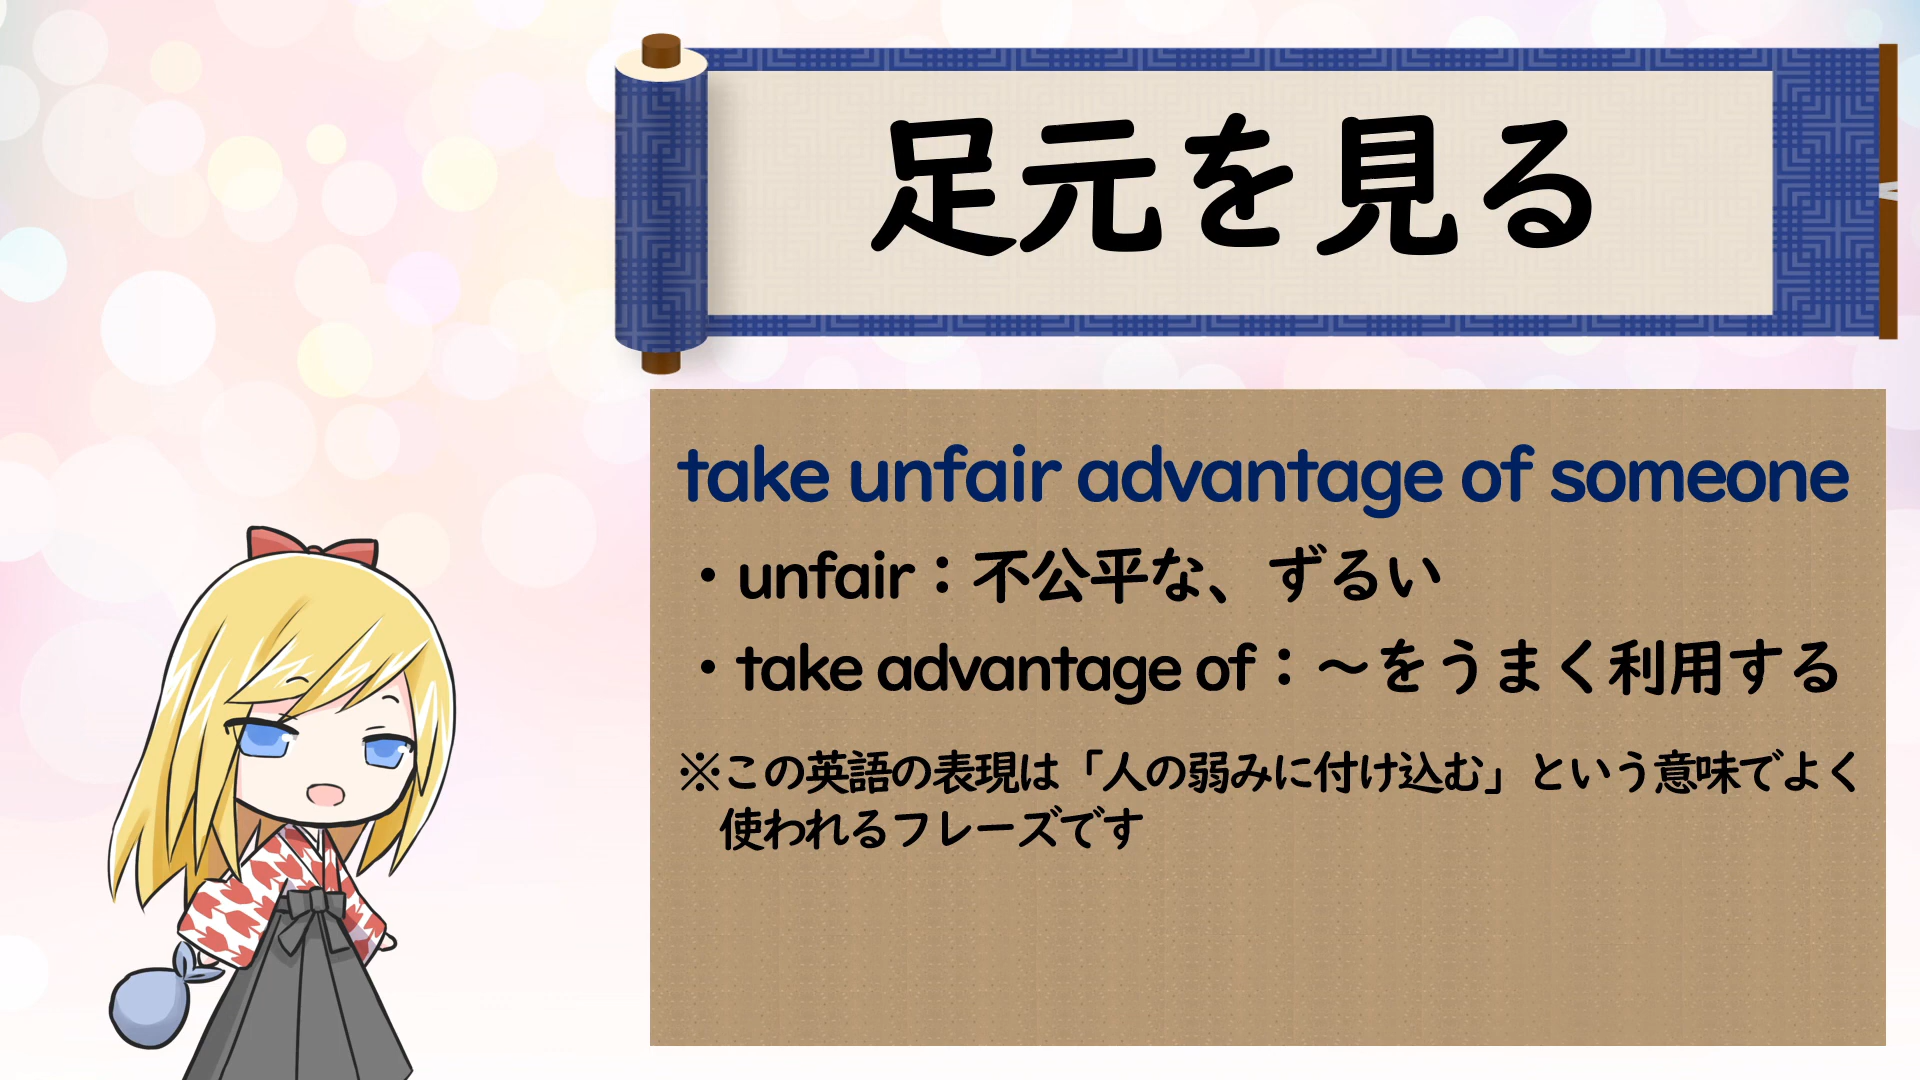 足元を見る
take unfair advantage of someone
・unfair：不公平な、ずるい
・take advantage of：～をうまく利用する
※この英語の表現は「人の弱みに付け込む」という意味でよく
使われるフレーズです